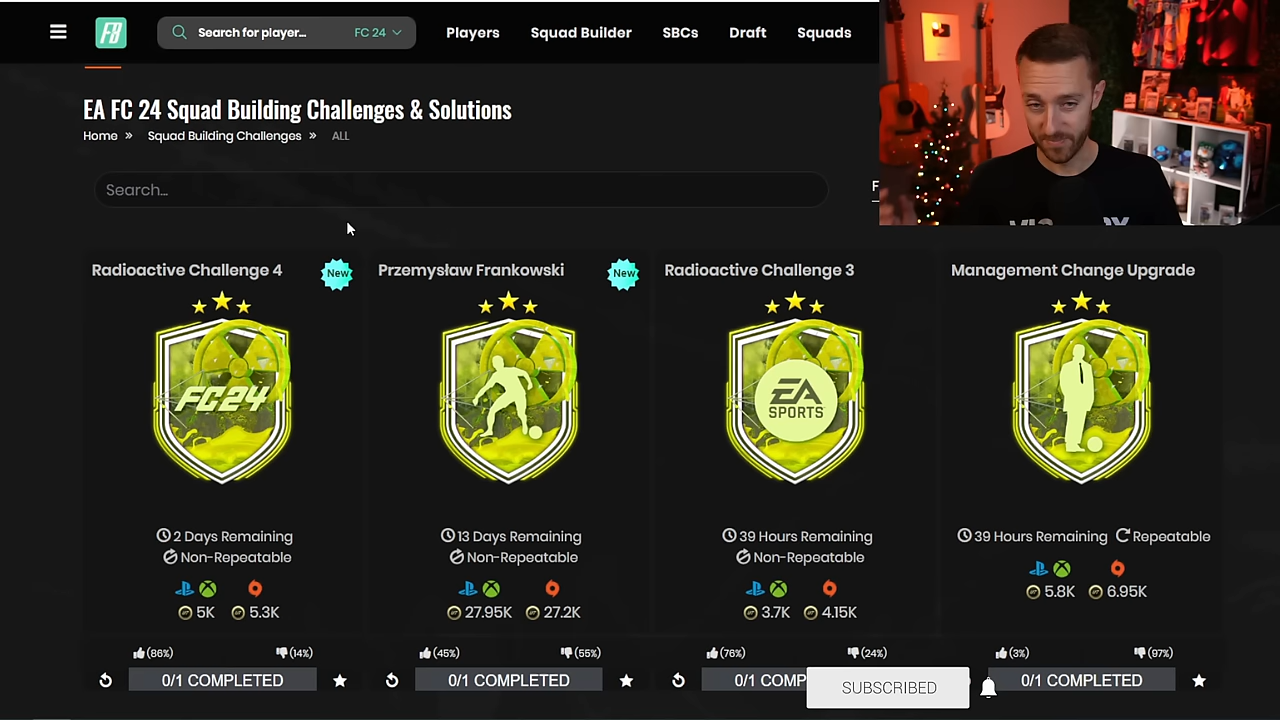 FB
Search for player...
FC 24
Players
Squad Builder
SBCs
Draft
Squads
EA FC 24 Squad Building Challenges & Solutions
Home » Squad Building Challenges » ALL
Search...
F
Radioactive Challenge 4
New
FC24
2 Days Remaining
Non-Repeatable
5K 5.3K
(86%) (14%)
0/1 COMPLETED
Przemysław Frankowski
New
13 Days Remaining
Non-Repeatable
27.95K 27.2K
(45%) (55%)
0/1 COMPLETED
Radioactive Challenge 3
EA
SPORTS
39 Hours Remaining
Non-Repeatable
3.7K 4.15K
(76%) (24%)
0/1 COMP
Management Change Upgrade
39 Hours Remaining Repeatable
5.8K 6.95K
(3%) (97%)
0/1 COMPLETED
SUBSCRIBED